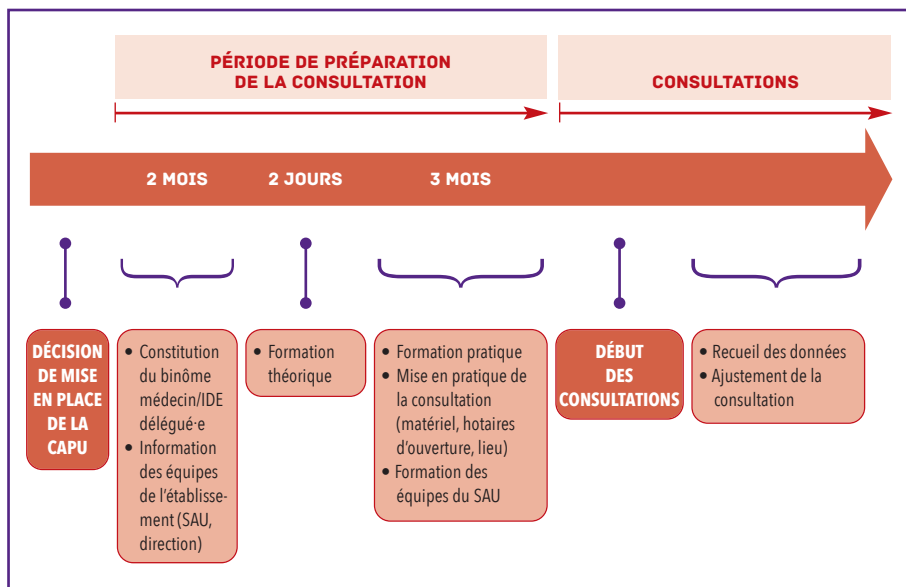 PÉRIODE DE PRÉPARATION
DE LA CONSULTATION
CONSULTATIONS
2 MOIS
2 JOURS
3 MOIS
DÉCISION
DE MISE
EN PLACE
DE LA
CAPU
• Constitution
du binôme
médecin/IDE
délégué·e
• Information
des équipes
de l'établisse-
ment (SAU,
direction)
• Formation
théorique
• Formation pratique
• Mise en pratique de
la consultation
(matériel, hotaires
d'ouverture, lieu)
• Formation des
équipes du SAU
DÉBUT
DES
CONSULTATIONS
• Recueil des données
• Ajustement de la
consultation